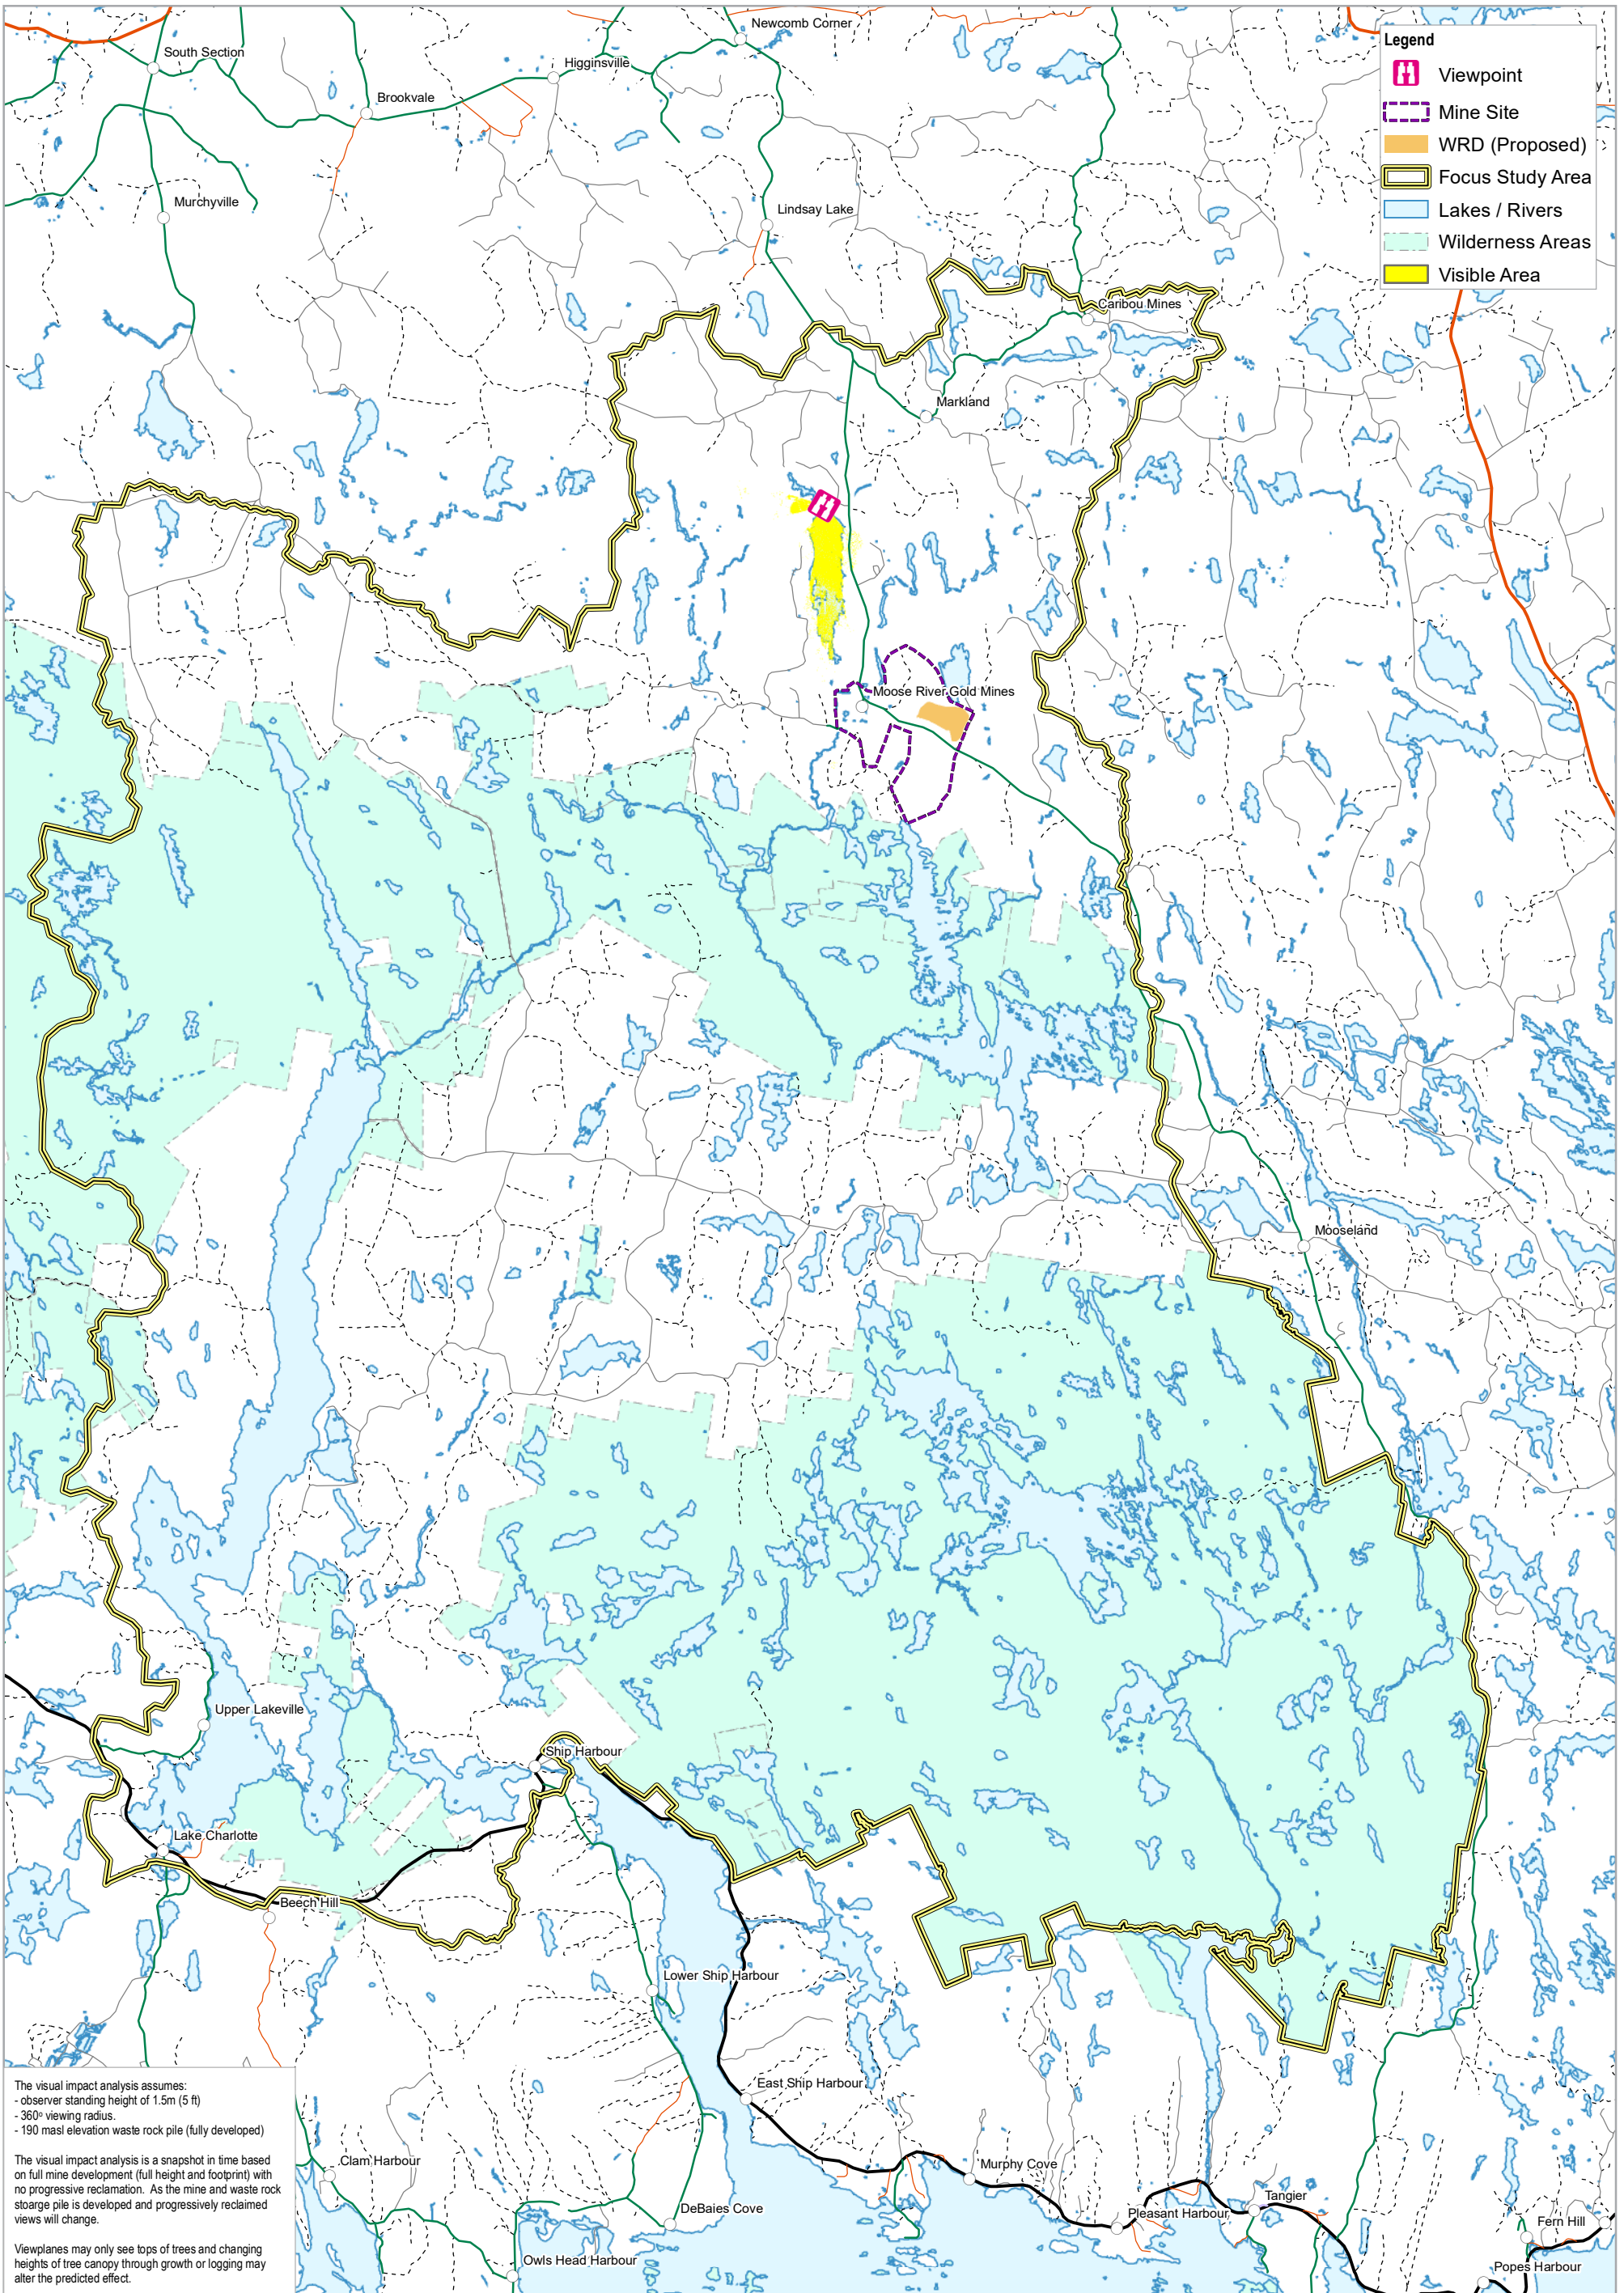 Newcomb Corner
South Section
Higginsville
Brookvale
Murchyville
Lindsay Lake
Legend
Viewpoint
Mine Site
WRD (Proposed)
Focus Study Area
Lakes / Rivers
Wilderness Areas
Visible Area
Caribou Mines
Markland
Moose River Gold Mines
Mooseland
Upper Lakeville
Ship Harbour
Lake Charlotte
Beech Hill
Lower Ship Harbour
East Ship Harbour
Clam Harbour
Murphy Cove
DeBaies Cove
Pleasant Harbour
Tangier
Fern Hill
Owls Head Harbour
Popes Harbour
The visual impact analysis assumes:
- observer standing height of 1.5m (5 ft)
- 360º viewing radius.
- 190 masl elevation waste rock pile (fully developed)
The visual impact analysis is a snapshot in time based
on full mine development (full height and footprint) with
no progressive reclamation. As the mine and waste rock
stoarge pile is developed and progressively reclaimed
views will change.
Viewplanes may only see tops of trees and changing
heights of tree canopy through growth or logging may
alter the predicted effect.